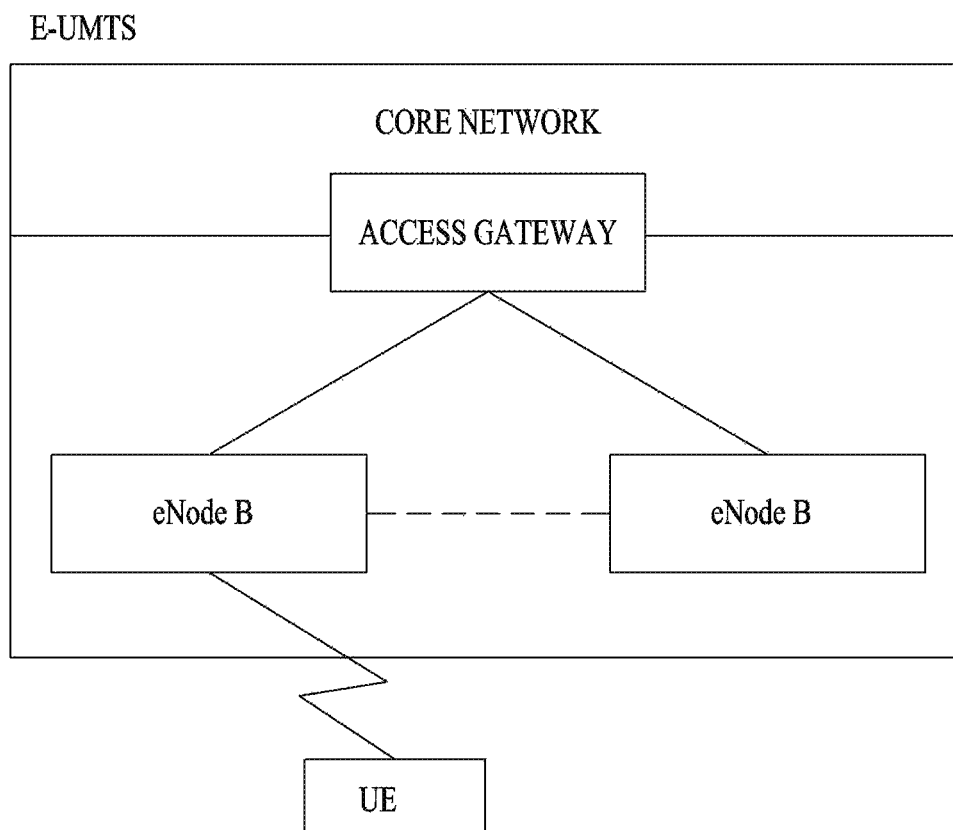 E-UMTS
CORE NETWORK
ACCESS GATEWAY
eNode B
eNode B
UE